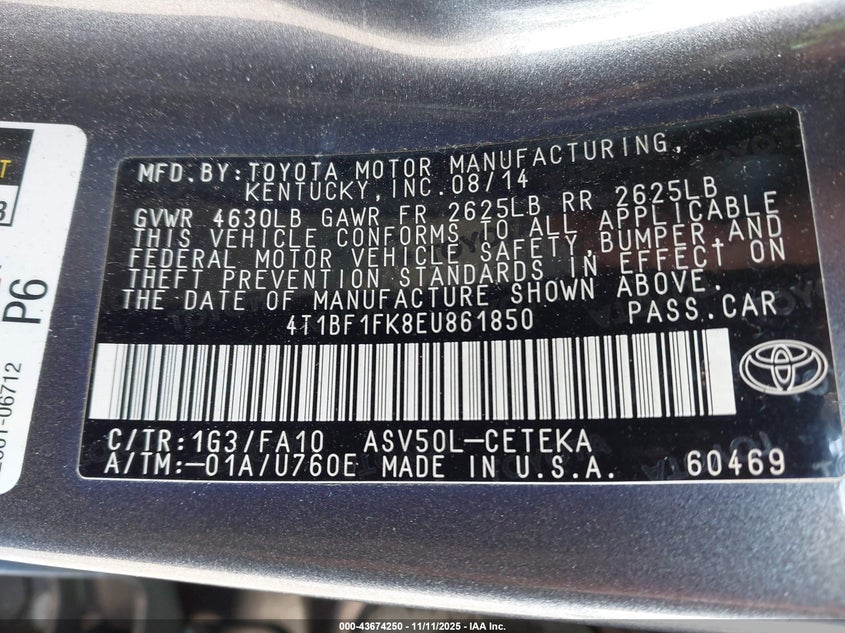 MFD.BY:TOYOTA MOTOR MANUFACTURING,
KENTUCKY,INC.08/14
GVWR 4630LB GAWR FR 2625LB RR 2625LB
THIS VEHICLE CONFORMS TO ALL APPLICABLE
FEDERAL MOTOR VEHICLE SAFETY,BUMPER,AND
THEFT PREVENTION STANDARDS IN EFFECT ON
THE DATE OF MANUFACTURE SHOWN ABOVE.
4T1BF1FK8EU861850 PASS.CAR
C/TR:1G3/FA10 ASV50L-CETEKA
A/TM:-01A/U760E MADE IN U.S.A. 60469
P6
-06712
000-43674250 - 11/11/2025 - IAA Inc.